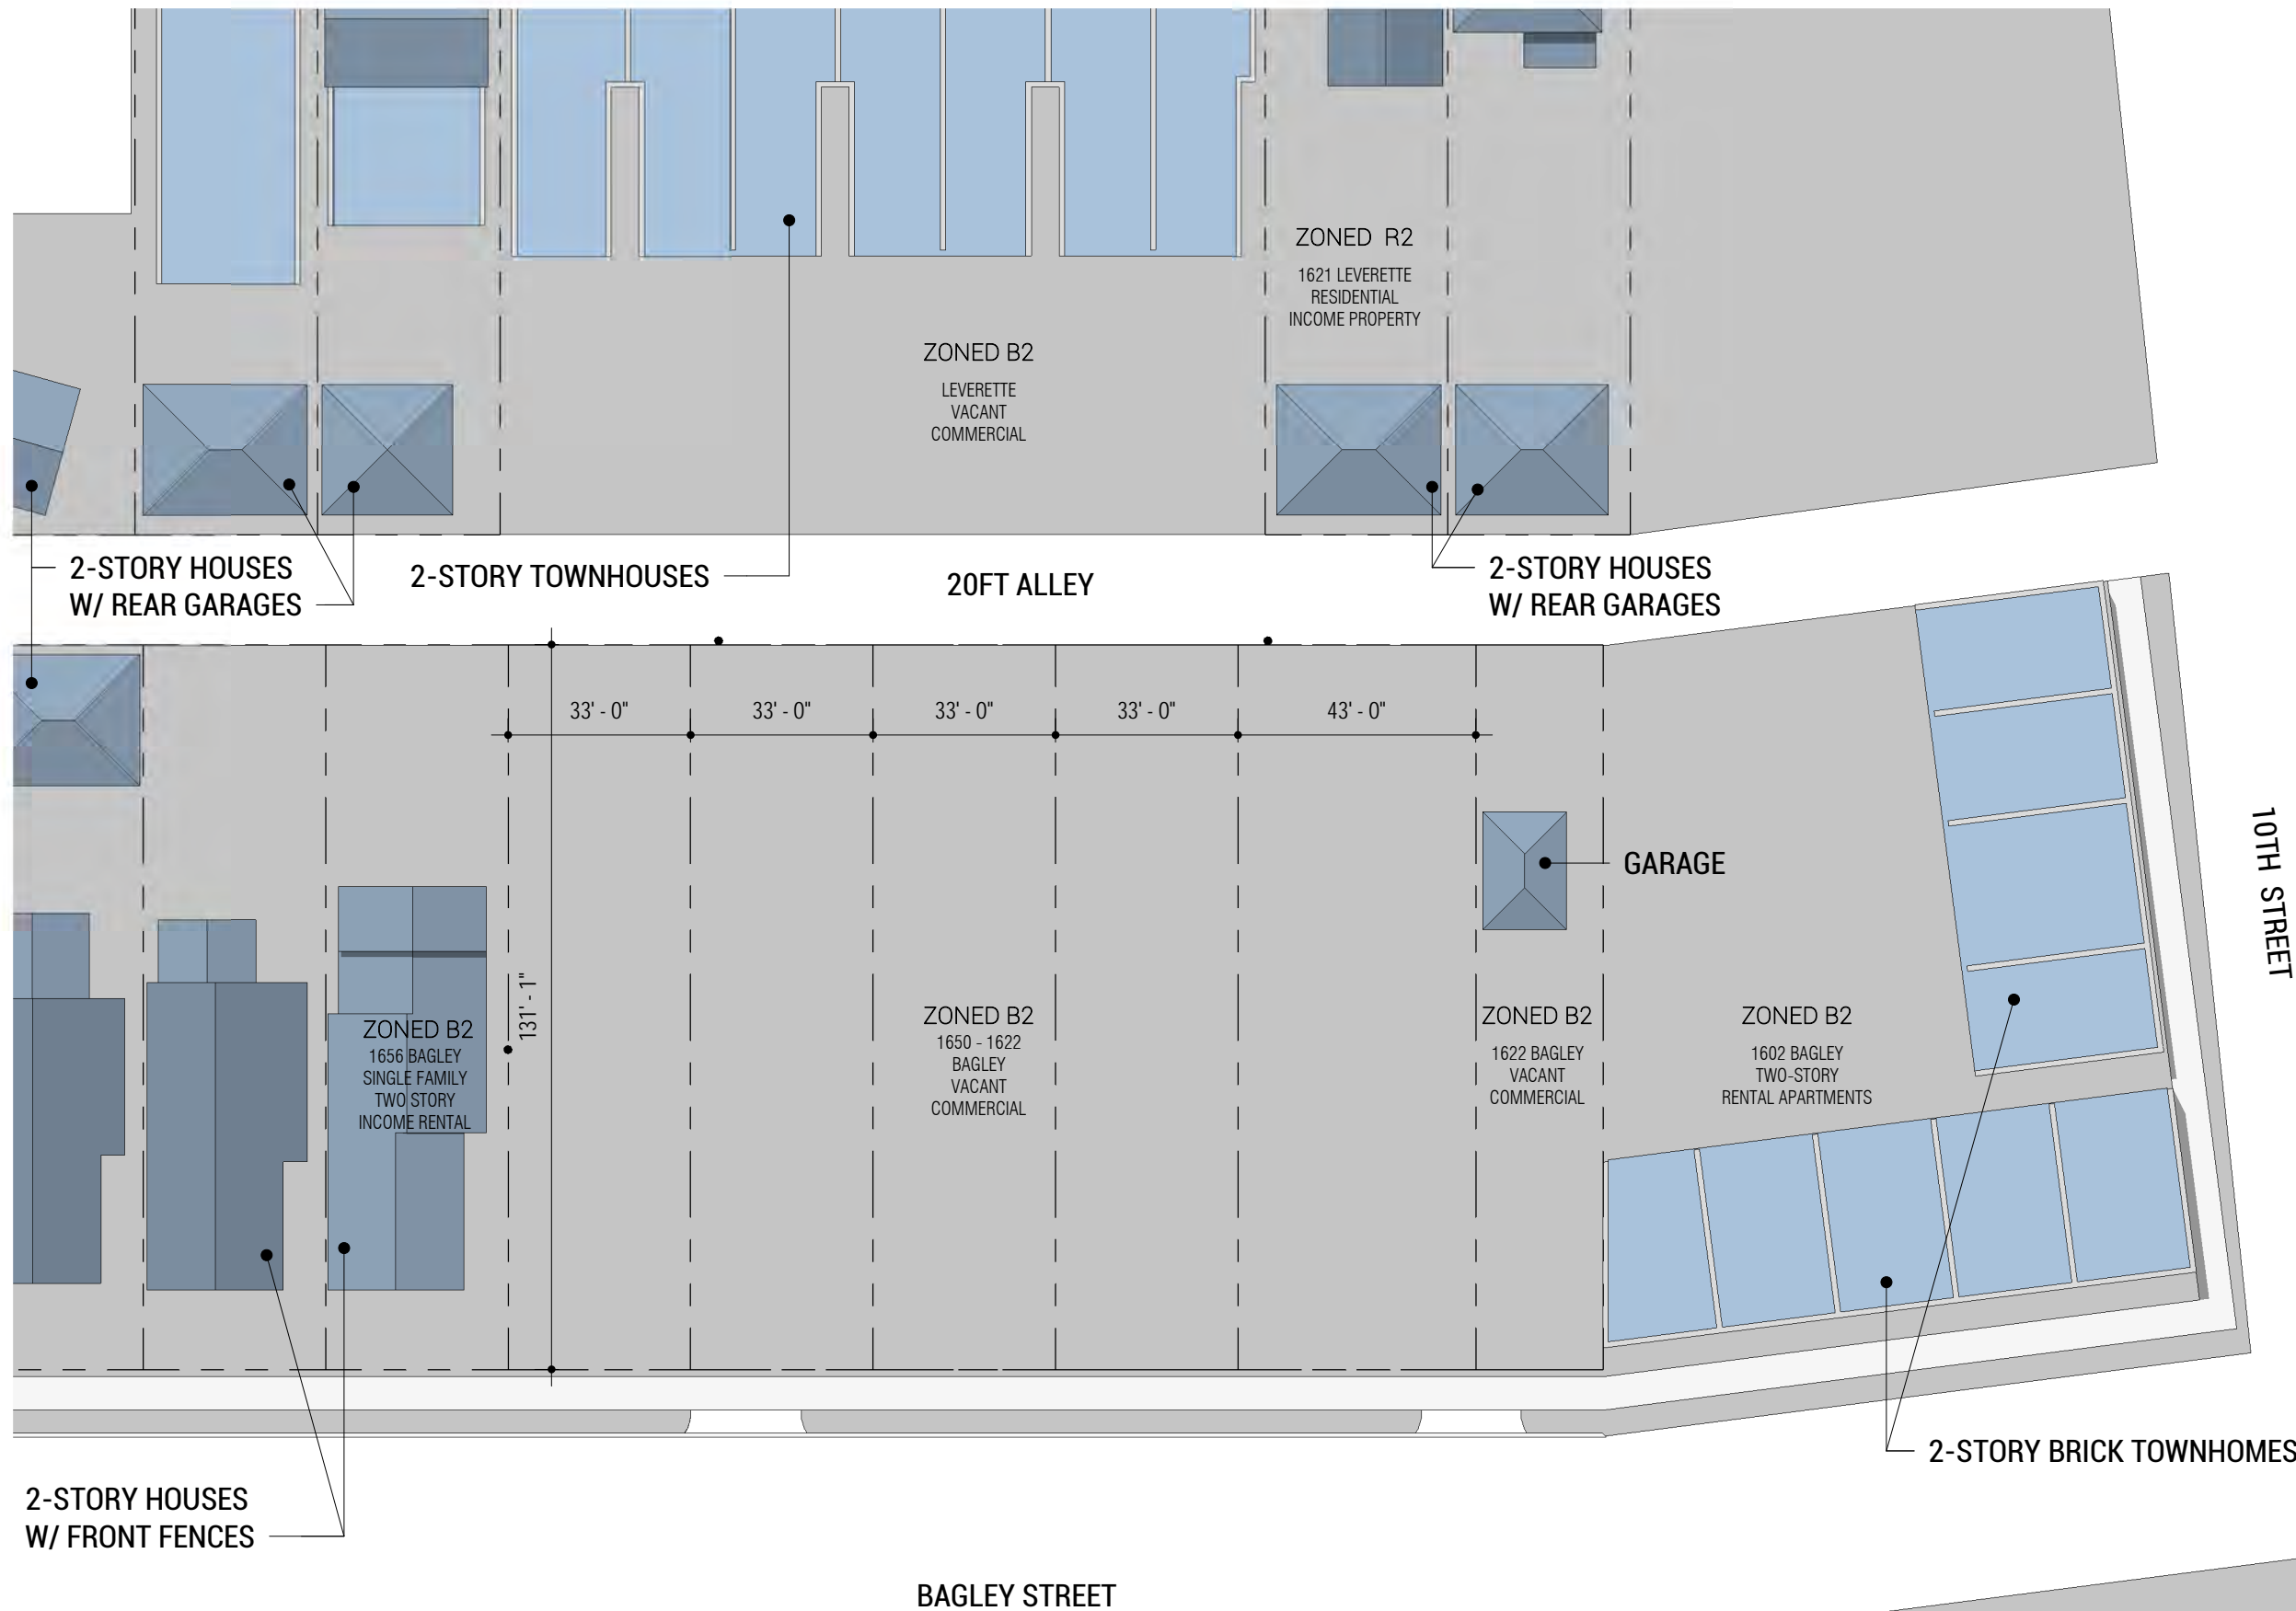 ZONED R2
1621 LEVERETTE
RESIDENTIAL
INCOME PROPERTY
ZONED B2
LEVERETTE
VACANT
COMMERCIAL
2-STORY HOUSES
W/ REAR GARAGES
2-STORY TOWNHOUSES
20FT ALLEY
2-STORY HOUSES
W/ REAR GARAGES
33' - 0"
33' - 0"
33' - 0"
33' - 0"
43' - 0"
GARAGE
10TH STREET
131' - 1"
ZONED B2
1656 BAGLEY
SINGLE FAMILY
TWO STORY
INCOME RENTAL
ZONED B2
1650 - 1622
BAGLEY
VACANT
COMMERCIAL
ZONED B2
1622 BAGLEY
VACANT
COMMERCIAL
ZONED B2
1602 BAGLEY
TWO-STORY
RENTAL APARTMENTS
2-STORY BRICK TOWNHOMES
2-STORY HOUSES
W/ FRONT FENCES
BAGLEY STREET